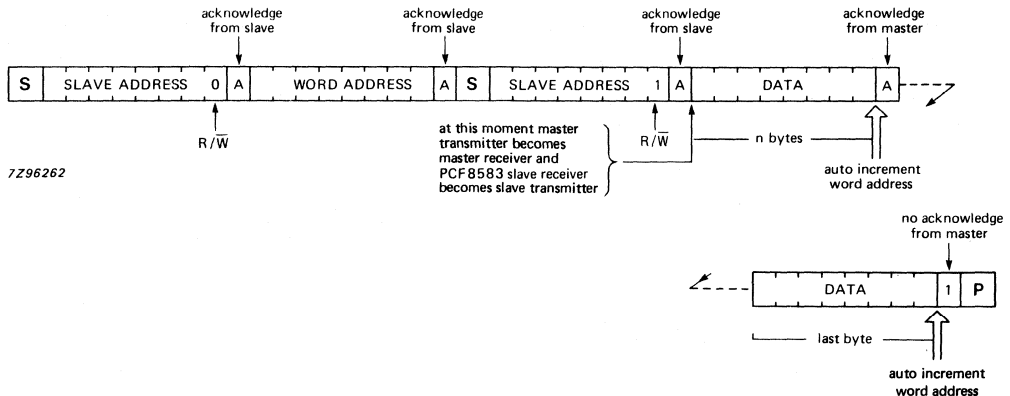 acknowledge
from slave
acknowledge
from slave
acknowledge
from slave
acknowledge
from master
S SLAVE ADDRESS 0 A WORD ADDRESS A S SLAVE ADDRESS 1 A DATA A
R/W̅
at this moment master
transmitter becomes
master receiver and
PCF8583 slave receiver
becomes slave transmitter
R/W̅
n bytes
auto increment
word address
7Z96262
no acknowledge
from master
DATA 1 P
last byte
auto increment
word address